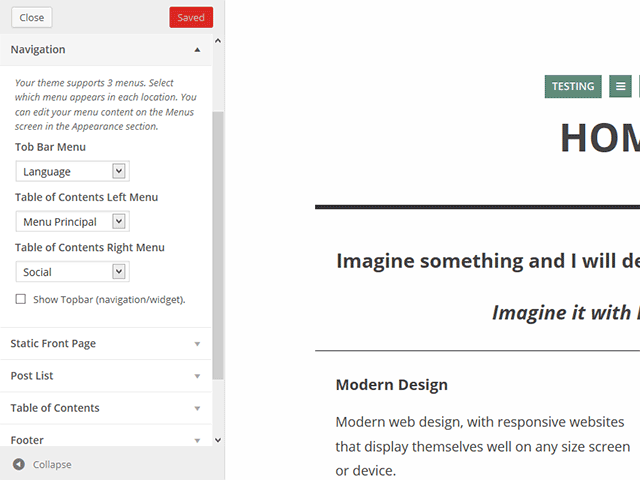 Close
Saved
Navigation
Your theme supports 3 menus. Select
which menu appears in each location. You
can edit your menu content on the Menus
screen in the Appearance section.
Tob Bar Menu
Language
Table of Contents Left Menu
Menu Principal
Table of Contents Right Menu
Social
Show Topbar (navigation/widget).
Static Front Page
Post List
Table of Contents
Footer
Collapse
TESTING
HOM
Imagine something and I will de
Imagine it with
Modern Design
Modern web design, with responsive websites
that display themselves well on any size screen
or device.